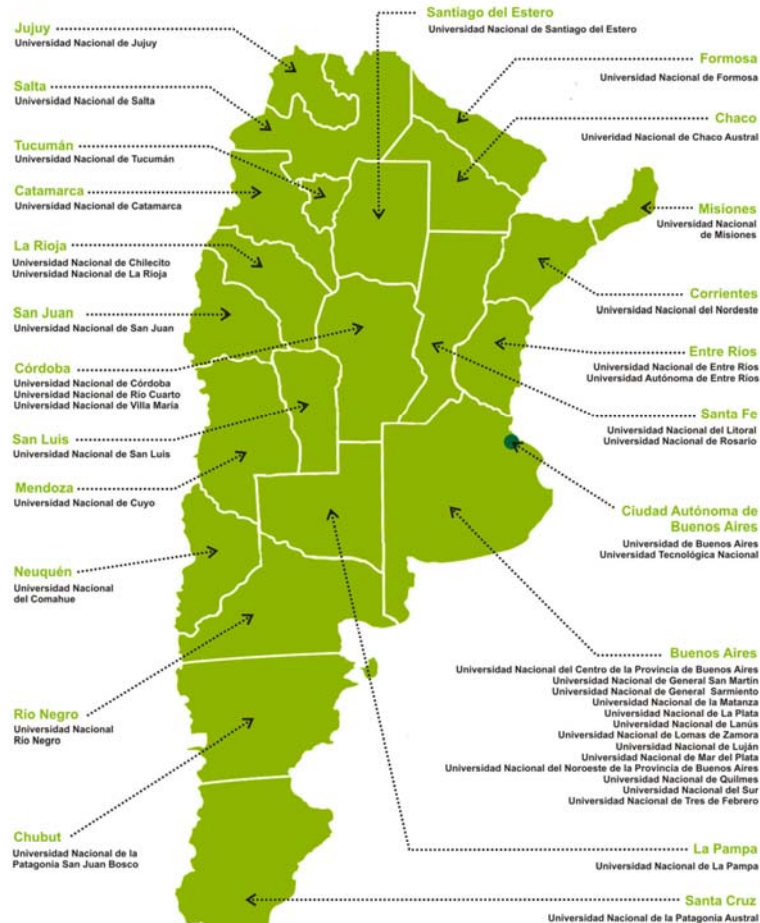 Jujuy
Universidad Nacional de Jujuy
Salta
Universidad Nacional de Salta
Tucumán
Universidad Nacional de Tucumán
Catamarca
Universidad Nacional de Catamarca
La Rioja
Universidad Nacional de Chilecito
Universidad Nacional de La Rioja
San Juan
Universidad Nacional de San Juan
Córdoba
Universidad Nacional de Córdoba
Universidad Nacional de Río Cuarto
Universidad Nacional de Villa María
San Luis
Universidad Nacional de San Luis
Mendoza
Universidad Nacional de Cuyo
Neuquén
Universidad Nacional
del Comahue
Río Negro
Universidad Nacional
Río Negro
Chubut
Universidad Nacional de la
Patagonia San Juan Bosco
Santiago del Estero
Universidad Nacional de Santiago del Estero
Formosa
Universidad Nacional de Formosa
Chaco
Univeridad Nacional de Chaco Austral
Misiones
Universidad Nacional
de Misiones
Corrientes
Universidad Nacional del Nordeste
Entre Ríos
Universidad Nacional de Entre Ríos
Universidad Autónoma de Entre Ríos
Santa Fe
Universidad Nacional del Litoral
Universidad Nacional de Rosario
Ciudad Autónoma de
Buenos Aires
Universidad de Buenos Aires
Universidad Tecnológica Nacional
Buenos Aires
Universidad Nacional del Centro de la Provincia de Buenos Aires
Universidad Nacional de General San Martín
Universidad Nacional de General Sarmiento
Universidad Nacional de la Matanza
Universidad Nacional de La Plata
Universidad Nacional de Lanús
Universidad Nacional de Lomas de Zamora
Universidad Nacional de Luján
Universidad Nacional de Mar del Plata
Universidad Nacional del Noroeste de la Provincia de Buenos Aires
Universidad Nacional de Quilmes
Universidad Nacional del Sur
Universidad Nacional de Tres de Febrero
La Pampa
Universidad Nacional de La Pampa
Santa Cruz
Universidad Nacional de la Patagonia Austral